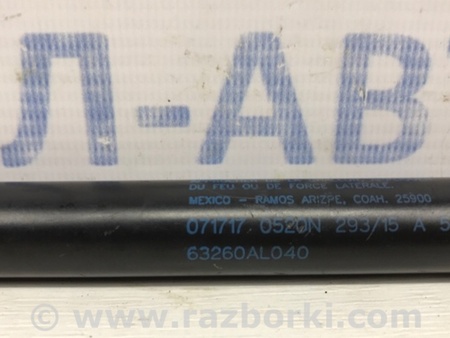 Л-АВТ
DU FEU OU DE FORCE LATERALE.
MEXICO - RAMOS ARIZPE, COAH. 25900
071717 0520N 293/15 A 5
63260AL040
© www.razborki.com